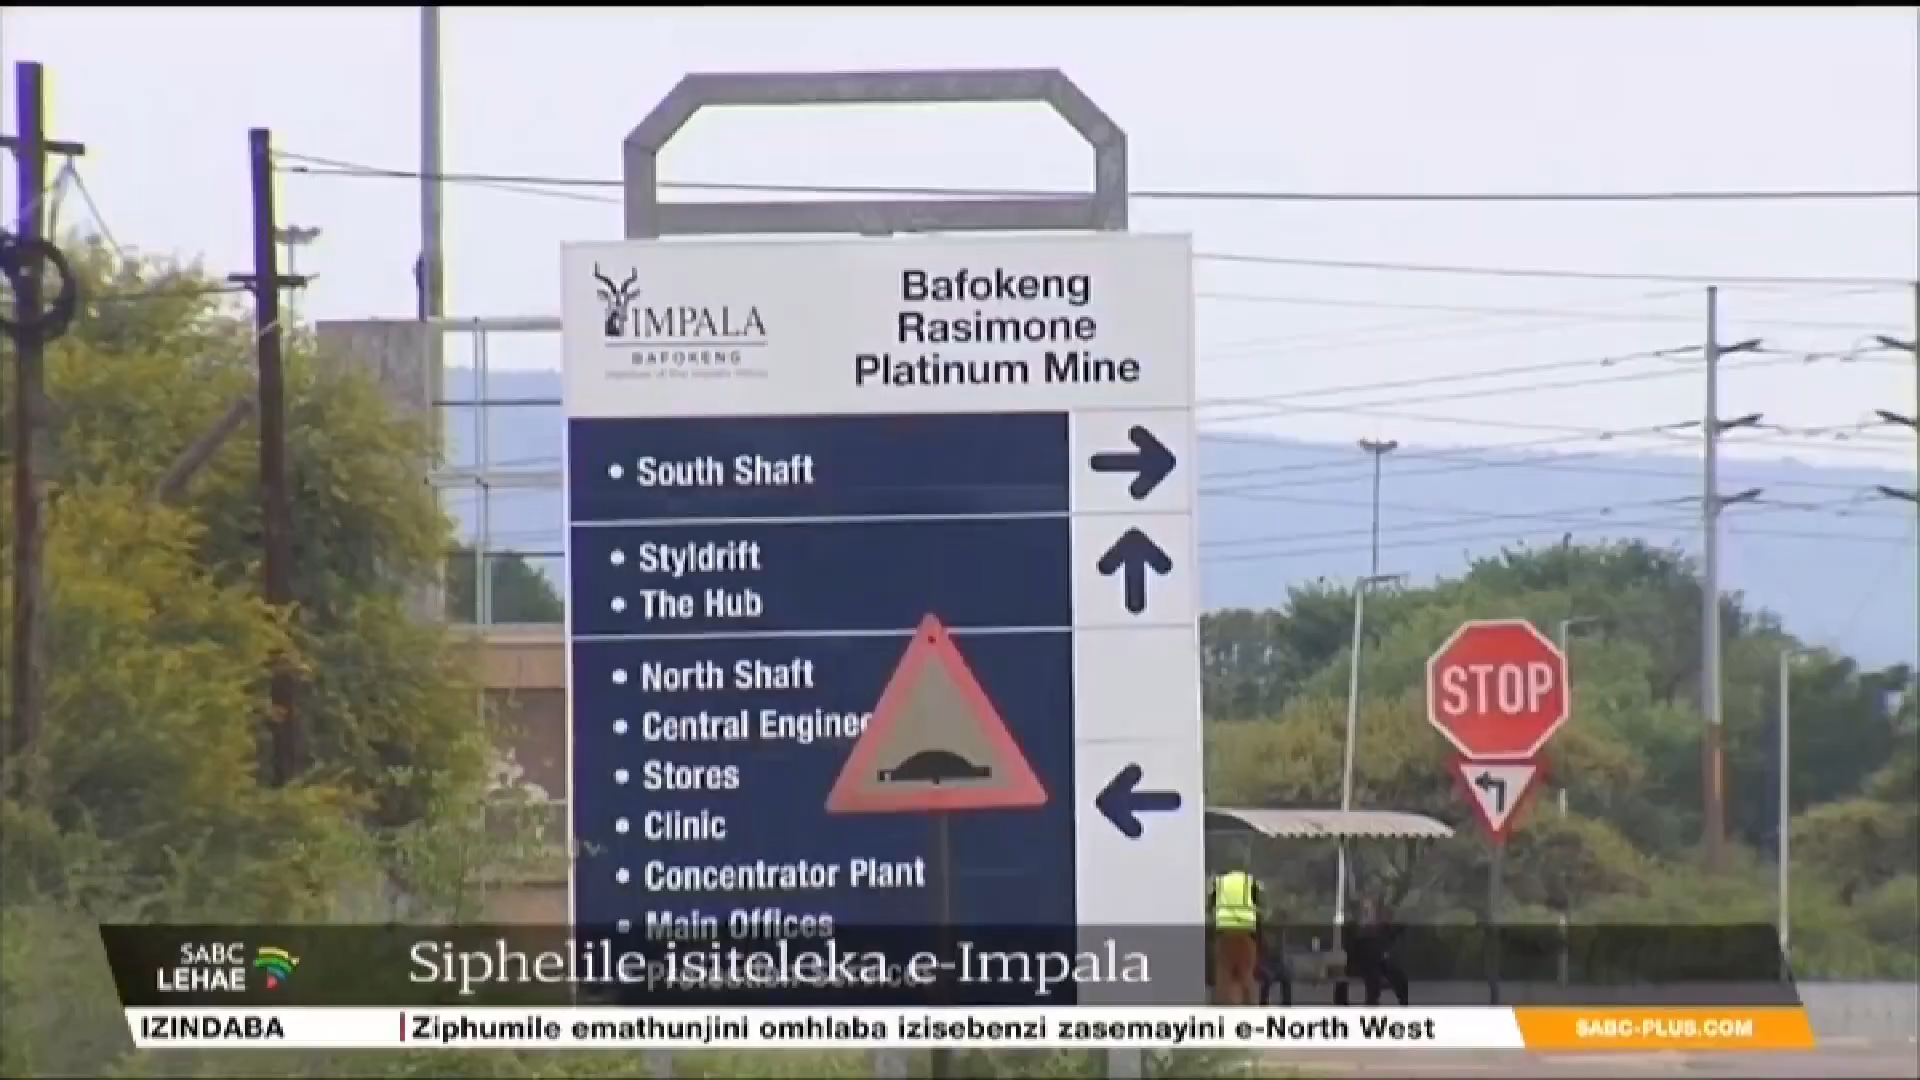 IMPALA
BAFOKENG
Bafokeng
Rasimone
Platinum Mine
• South Shaft
• Styldrift
• The Hub
• North Shaft
• Central Enginee
• Stores
• Clinic
• Concentrator Plant
• Main Offices
STOP
SABC
LEHAE
Siphelile isiteleka e-Impala
IZINDABA
Ziphumile emathunjini omhlaba izisebenzi zasemayini e-North West
SABC-PLUS.COM